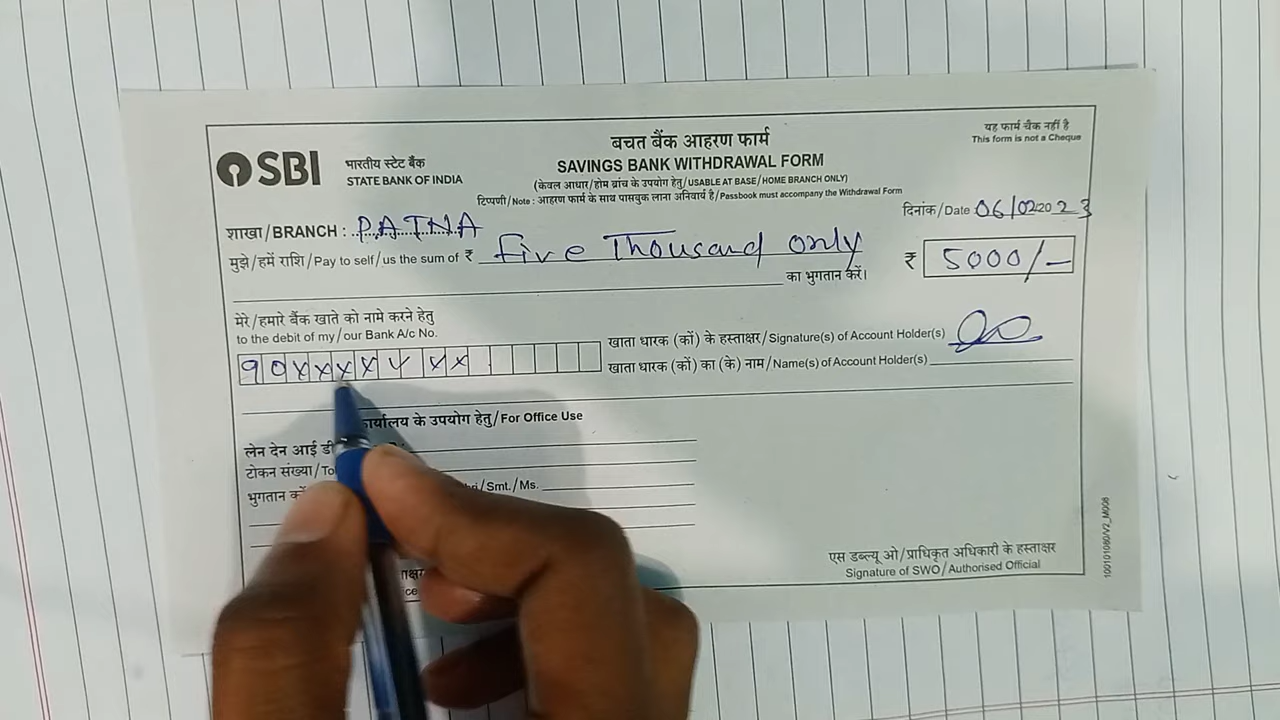 यह फार्म चैक नहीं है
This form is not a Cheque
SBI
भारतीय स्टेट बैंक
STATE BANK OF INDIA
बचत बैंक आहरण फार्म
SAVINGS BANK WITHDRAWAL FORM
(केवल आधार/होम ब्रांच के उपयोग हेतु/USABLE AT BASE/HOME BRANCH ONLY)
टिप्पणी/Note : आहरण फार्म के साथ पासबुक लाना अनिवार्य है/Passbook must accompany the Withdrawal Form
दिनांक/Date 06/02/2023
शाखा/BRANCH : PATNA
मुझे/हमें राशि/Pay to self/us the sum of ₹ five Thousand only
का भुगतान करें। ₹ 5000/-
मेरे/हमारे बैंक खाते को नामे करने हेतु
to the debit of my/our Bank A/c No.
90XXXXXXX
खाता धारक (कों) के हस्ताक्षर/Signature(s) of Account Holder(s)
खाता धारक (कों) का (के) नाम/Name(s) of Account Holder(s)
कार्यालय के उपयोग हेतु/For Office Use
लेन देन आई डी
टोकन संख्या/To
भुगतान करें
/Smt./Ms.
एस डब्ल्यू ओ/प्राधिकृत अधिकारी के हस्ताक्षर
Signature of SWO/Authorised Official